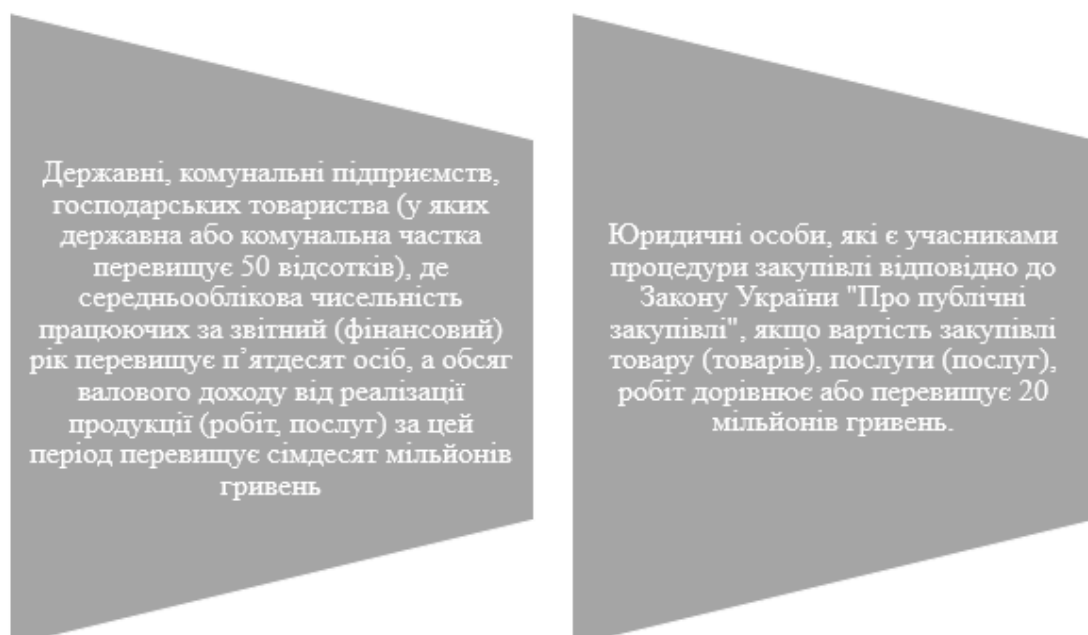 Державні, комунальні підприємств,
господарських товариства (у яких
державна або комунальна частка
перевищує 50 відсотків), де
середньооблікова чисельність
працюючих за звітний (фінансовий)
рік перевищує п’ятдесят осіб, а обсяг
валового доходу від реалізації
продукції (робіт, послуг) за цей
період перевищує сімдесят мільйонів
гривень
Юридичні особи, які є учасниками
процедури закупівлі відповідно до
Закону України "Про публічні
закупівлі", якщо вартість закупівлі
товару (товарів), послуги (послуг),
робіт дорівнює або перевищує 20
мільйонів гривень.